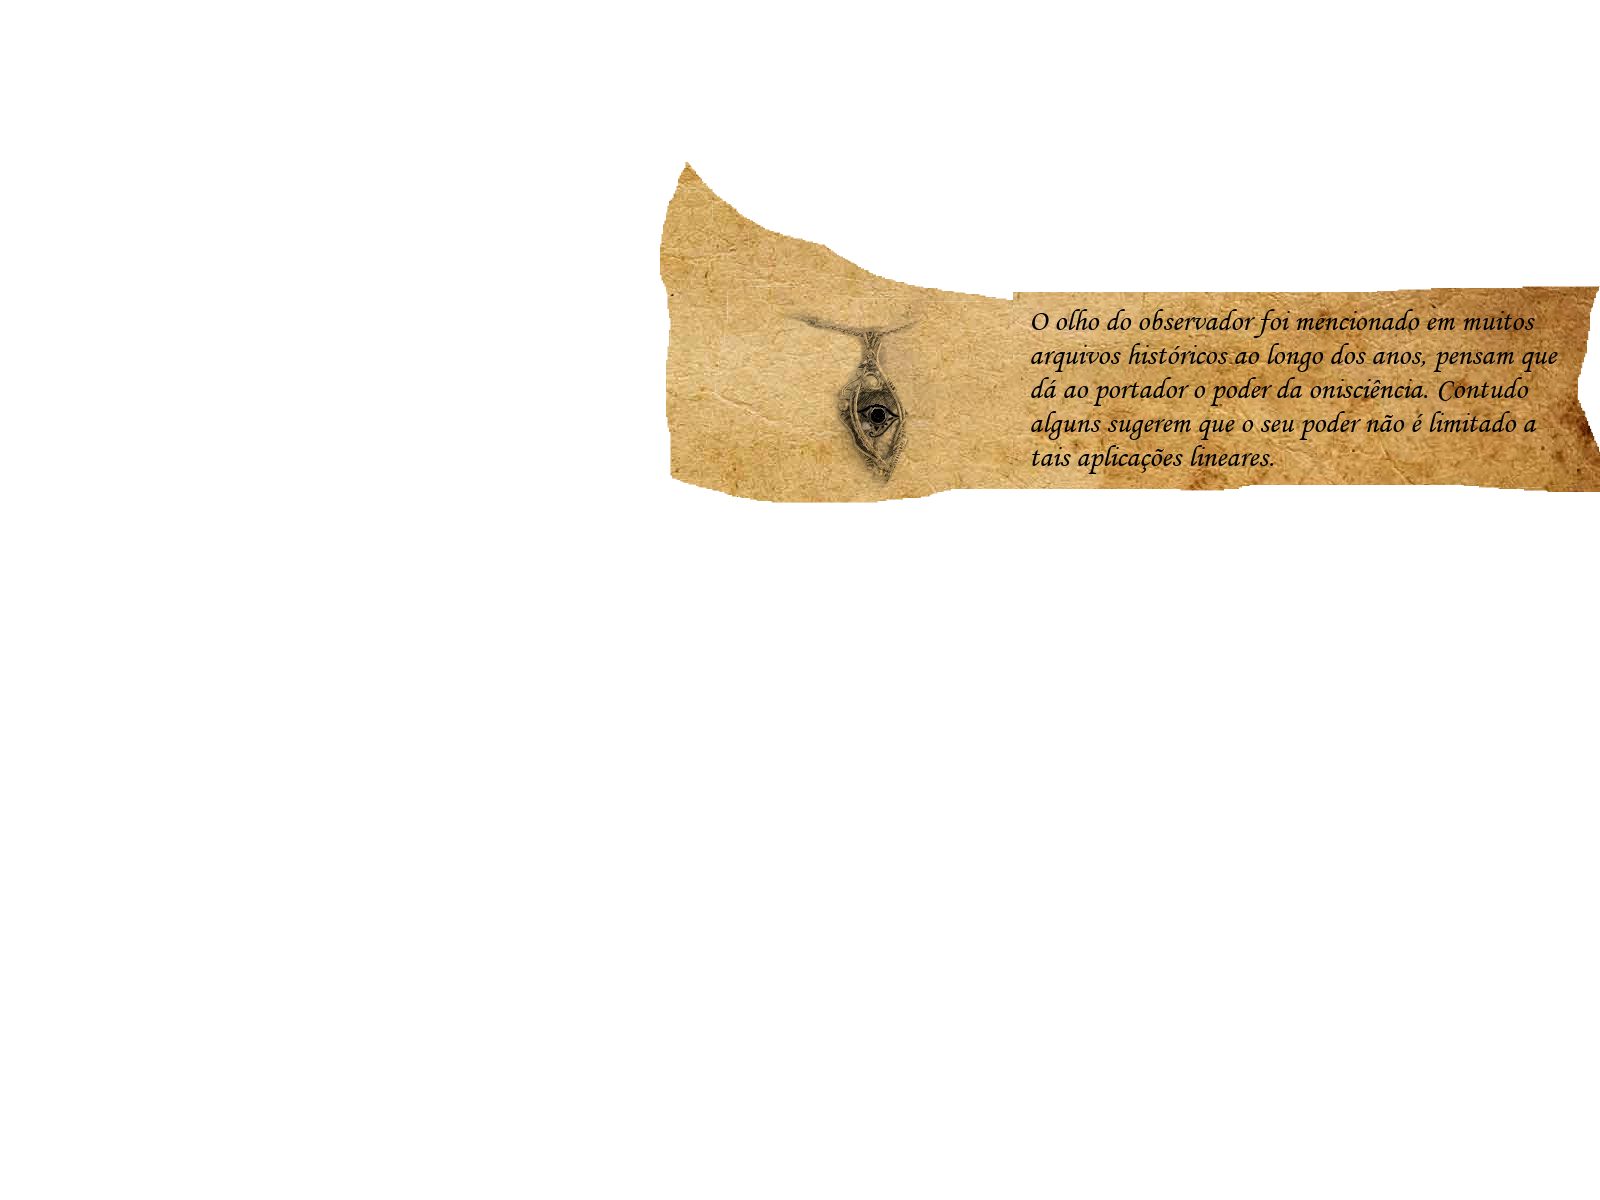 O olho do observador foi mencionado em muitos
arquivos históricos ao longo dos anos, pensam que
dá ao portador o poder da onisciência. Contudo
alguns sugerem que o seu poder não é limitado a
tais aplicações lineares.